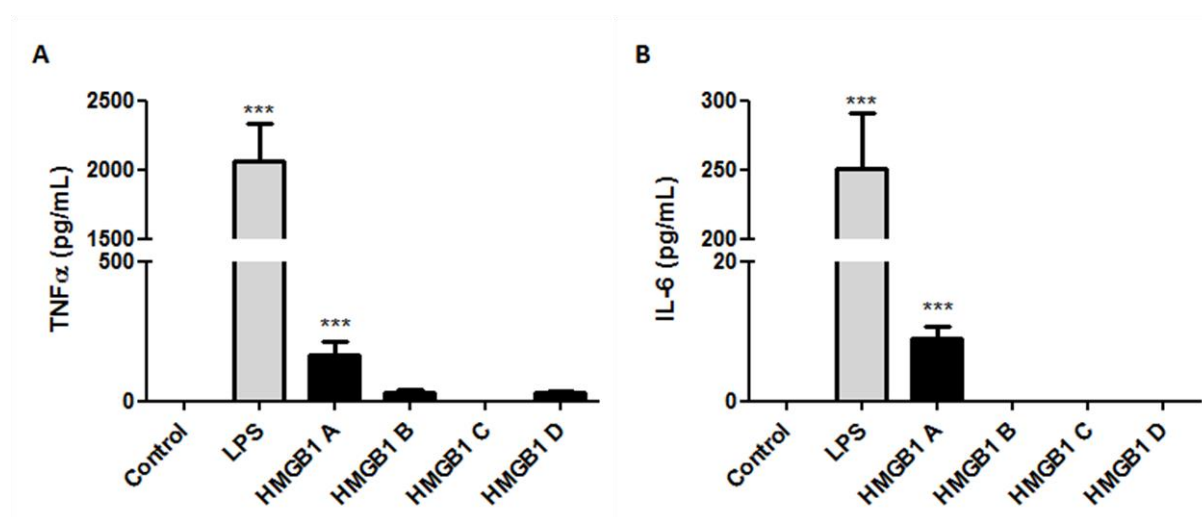 A
TNFα (pg/mL)
2500
2000
1500
500
0
***
***
Control
LPS
HMGB1 A
HMGB1 B
HMGB1 C
HMGB1 D
B
IL-6 (pg/mL)
300
250
200
20
0
***
***
Control
LPS
HMGB1 A
HMGB1 B
HMGB1 C
HMGB1 D